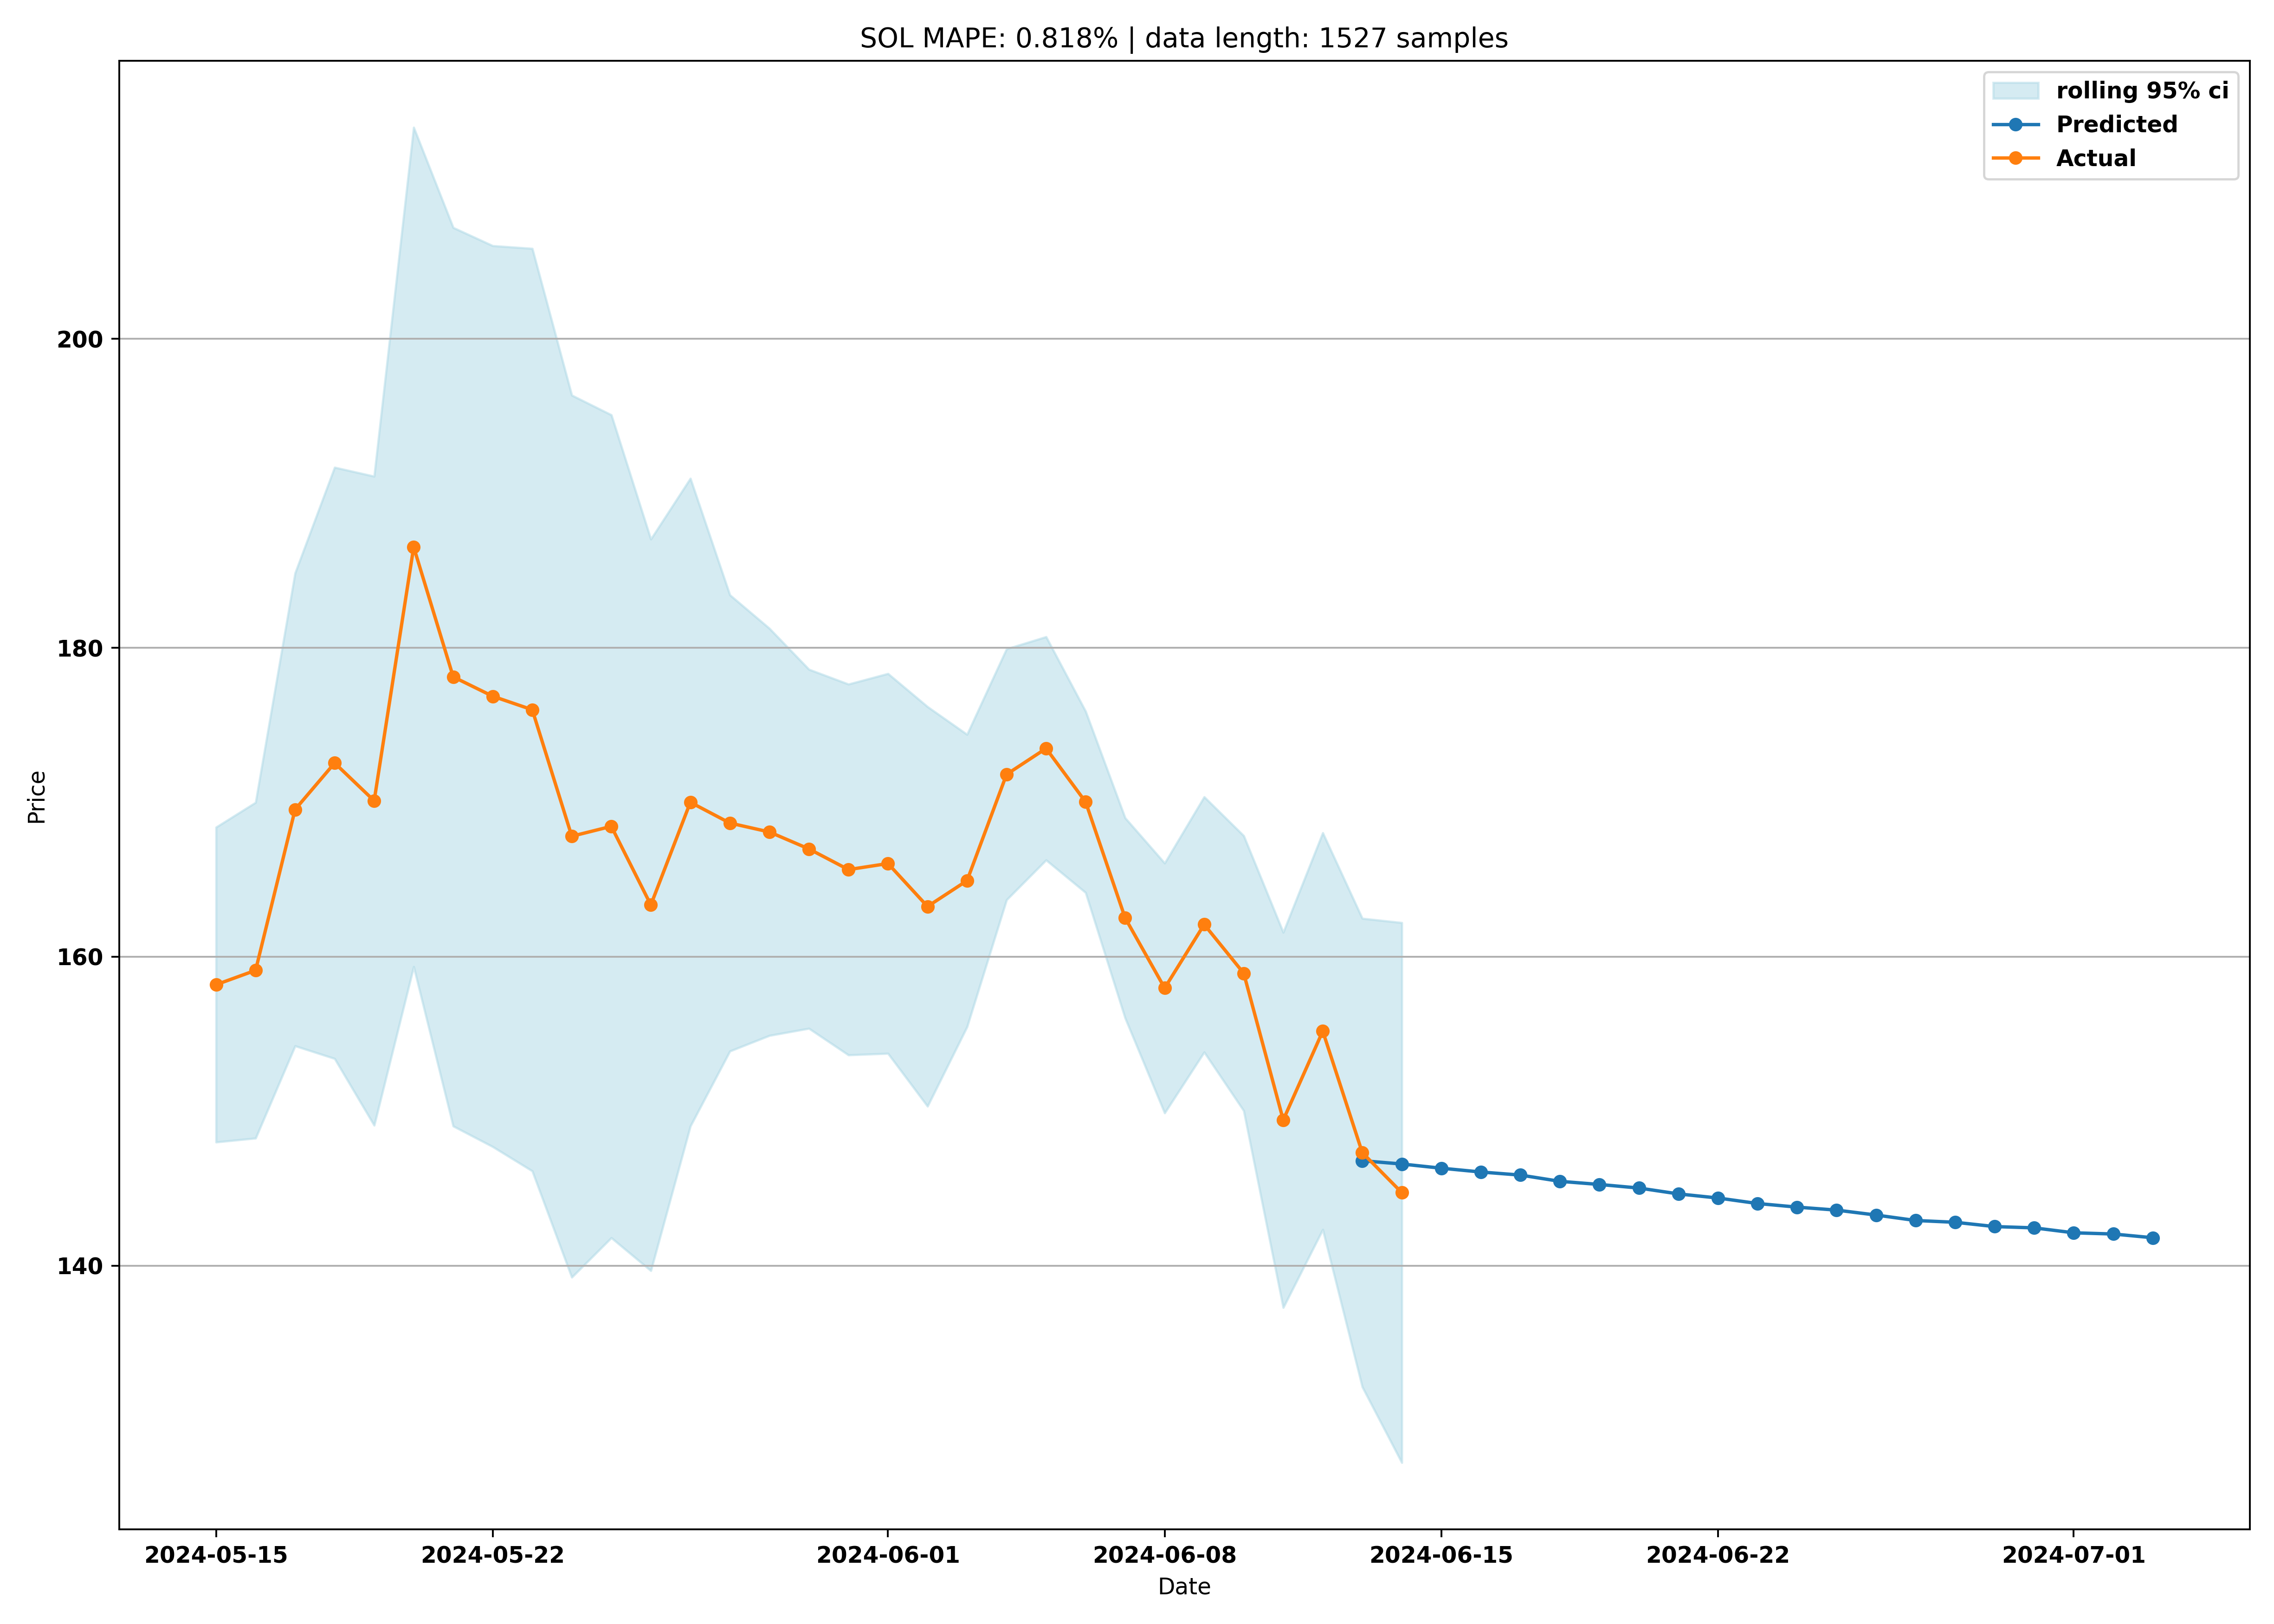 SOL MAPE: 0.818% | data length: 1527 samples
rolling 95% ci
Predicted
Actual
200
180
160
140
Price
2024-05-15
2024-05-22
2024-06-01
2024-06-08
2024-06-15
2024-06-22
2024-07-01
Date